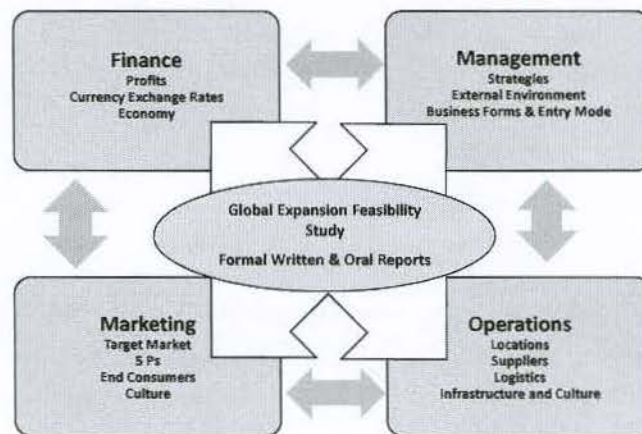 Finance
Profits
Currency Exchange Rates
Economy
Management
Strategies
External Environment
Business Forms & Entry Mode
Global Expansion Feasibility
Study
Formal Written & Oral Reports
Marketing
Target Market
5 Ps
End Consumers
Culture
Operations
Locations
Suppliers
Logistics
Infrastructure and Culture